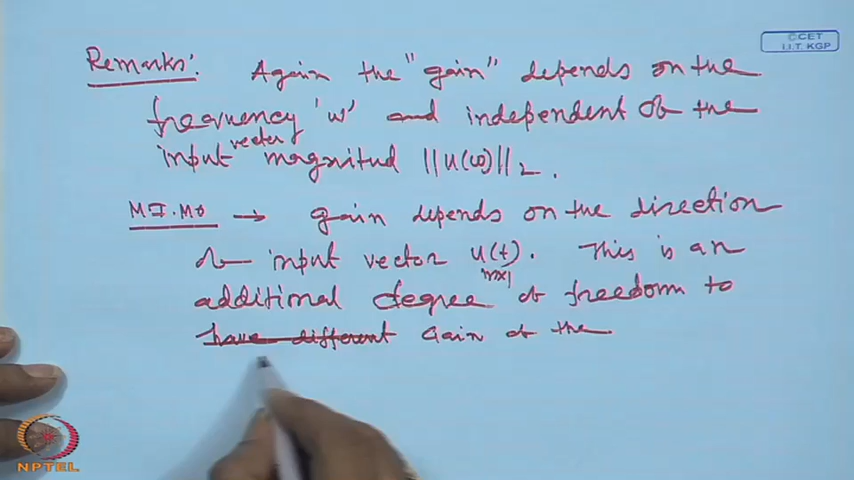 ©CET
I.I.T. KGP
Remarks: Again the "gain" depends on the
frequency 'w' and independent of the
input vector magnitud ||u(ω)||₂.
M I. MO → gain depends on the direction
of input vector u(t). This is an
m×1
additional degree of freedom to
have different Gain of the
NPTEL